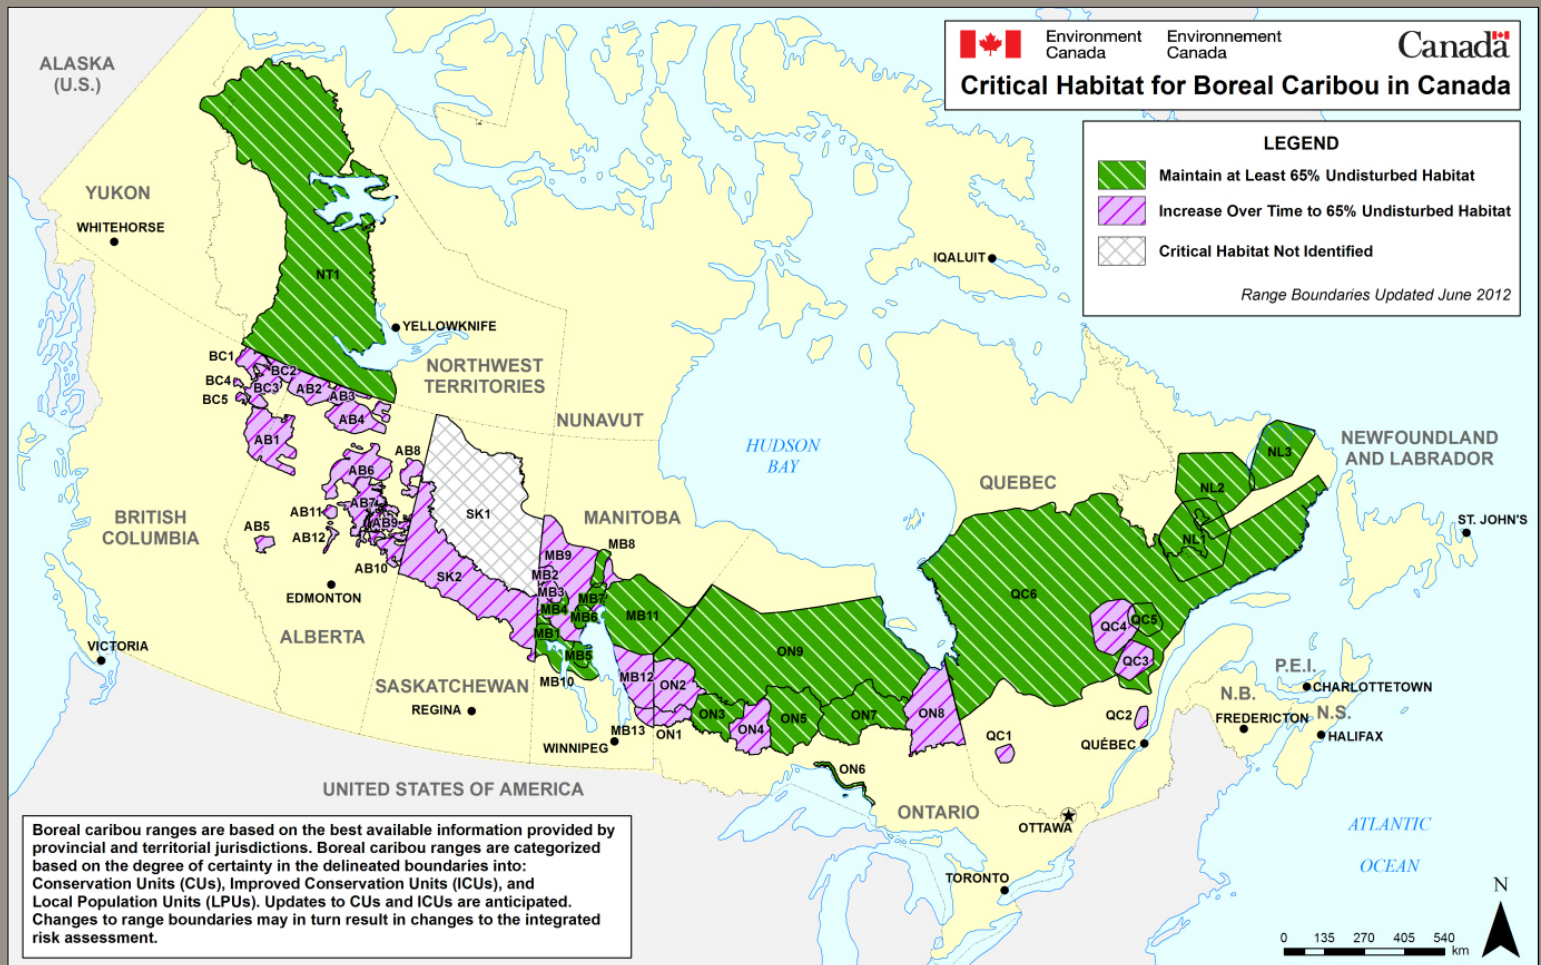 Environment
Canada
Environnement
Canada
Canada
Critical Habitat for Boreal Caribou in Canada
LEGEND
Maintain at Least 65% Undisturbed Habitat
Increase Over Time to 65% Undisturbed Habitat
Critical Habitat Not Identified
Range Boundaries Updated June 2012
ALASKA
(U.S.)
YUKON
WHITEHORSE
IQALUIT
NT1
YELLOWKNIFE
NORTHWEST
TERRITORIES
NUNAVUT
BC1
BC2
BC4
BC3
BC5
AB2
AB3
AB4
AB1
AB8
AB6
AB7
AB11
AB9
AB5
AB12
AB10
SK1
SK2
HUDSON
BAY
QUEBEC
NEWFOUNDLAND
AND LABRADOR
NL3
NL2
NL1
ST. JOHN'S
BRITISH
COLUMBIA
MANITOBA
MB8
MB9
MB2
MB3
MB7
MB4
MB6
MB11
MB1
MB5
MB10
MB12
MB13
EDMONTON
ALBERTA
VICTORIA
SASKATCHEWAN
REGINA
WINNIPEG
ON9
ON2
ON1
ON3
ON4
ON5
ON7
ON8
ON6
QC6
QC4
QC5
QC3
QC2
QC1
QUÉBEC
P.E.I.
CHARLOTTETOWN
N.B.
N.S.
FREDERICTON
HALIFAX
UNITED STATES OF AMERICA
ONTARIO
OTTAWA
TORONTO
ATLANTIC
OCEAN
Boreal caribou ranges are based on the best available information provided by
provincial and territorial jurisdictions. Boreal caribou ranges are categorized
based on the degree of certainty in the delineated boundaries into:
Conservation Units (CUs), Improved Conservation Units (ICUs), and
Local Population Units (LPUs). Updates to CUs and ICUs are anticipated.
Changes to range boundaries may in turn result in changes to the integrated
risk assessment.
N
0 135 270 405 540
km